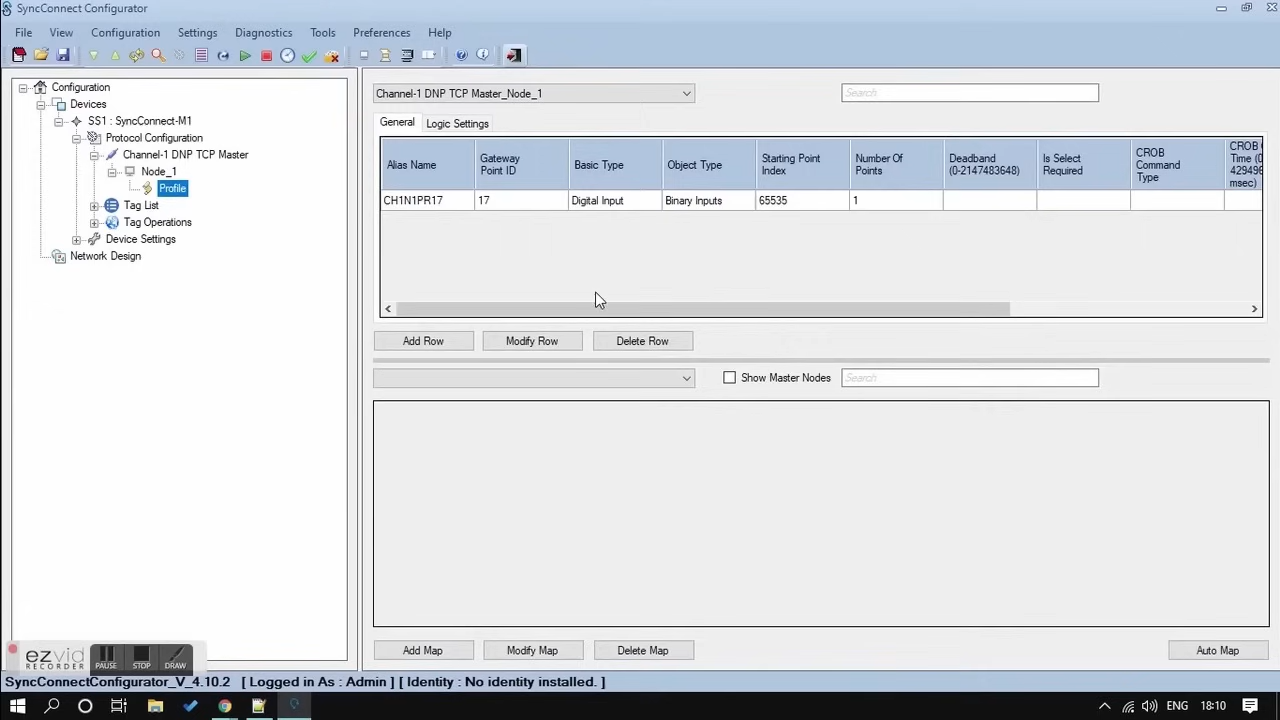 SyncConnect Configurator
File View Configuration Settings Diagnostics Tools Preferences Help
Configuration
Devices
SS1 : SyncConnect-M1
Protocol Configuration
Channel-1 DNP TCP Master
Node_1
Profile
Tag List
Tag Operations
Device Settings
Network Design
Channel-1 DNP TCP Master_Node_1
Search
General Logic Settings
Alias Name
Gateway
Point ID
Basic Type
Object Type
Starting Point
Index
Number Of
Points
Deadband
(0-2147483648)
Is Select
Required
CROB
Command
Type
CROB
Time (0
429496
msec)
CH1N1PR17 17 Digital Input Binary Inputs 65535 1
Add Row Modify Row Delete Row
Show Master Nodes Search
Add Map Modify Map Delete Map Auto Map
ezvid
RECORDER
PAUSE STOP DRAW
SyncConnectConfigurator_V_4.10.2 [ Logged in As : Admin ] [ Identity : No identity installed. ]
ENG 18:10